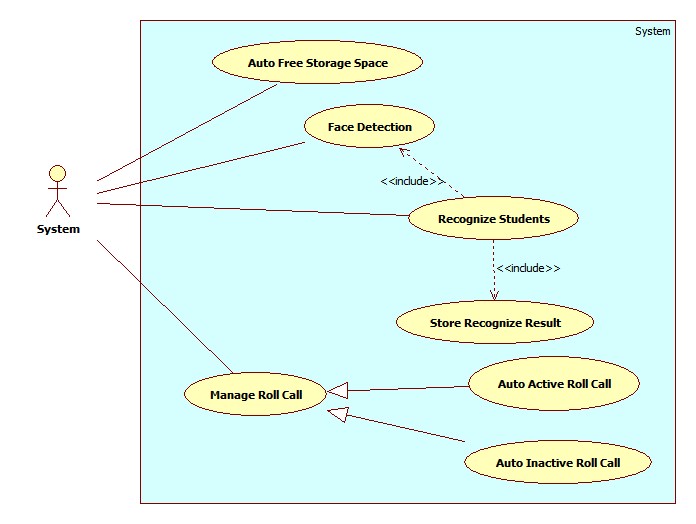 System
Auto Free Storage Space
Face Detection
<<include>>
System
Recognize Students
<<include>>
Store Recognize Result
Manage Roll Call
Auto Active Roll Call
Auto Inactive Roll Call